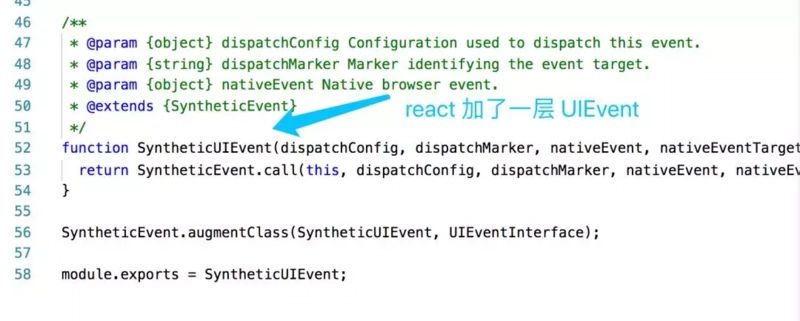 46 /**
47 * @param {object} dispatchConfig Configuration used to dispatch this event.
48 * @param {string} dispatchMarker Marker identifying the event target.
49 * @param {object} nativeEvent Native browser event.
50 * @extends {SyntheticEvent}
react 加了一层 UIEvent
51 */
52 function SyntheticUIEvent(dispatchConfig, dispatchMarker, nativeEvent, nativeEventTarget
53 return SyntheticEvent.call(this, dispatchConfig, dispatchMarker, nativeEvent, nativeEv
54 }
55
56 SyntheticEvent.augmentClass(SyntheticUIEvent, UIEventInterface);
57
58 module.exports = SyntheticUIEvent;